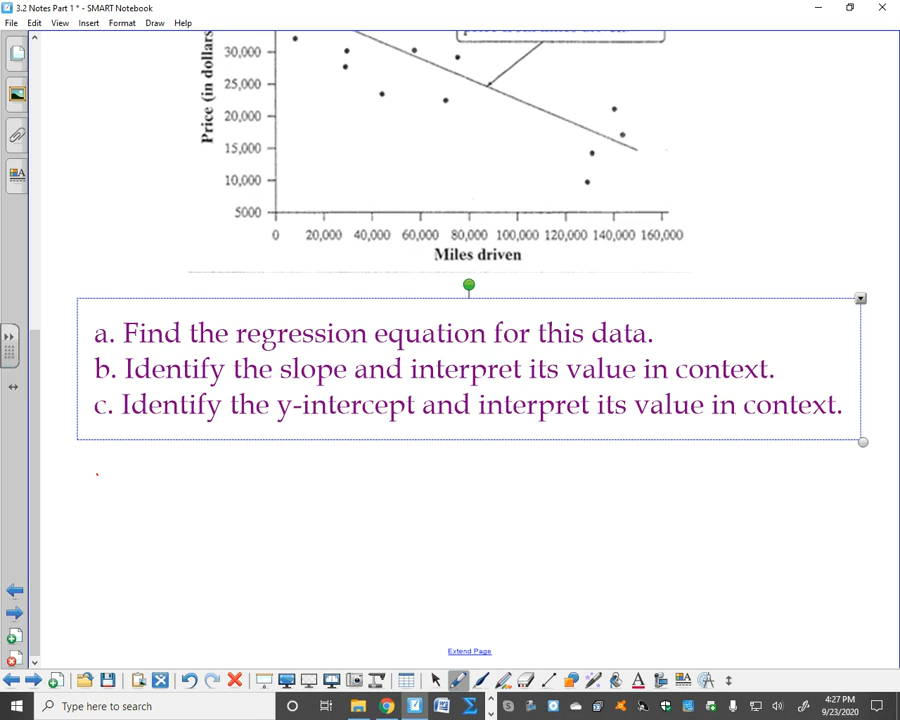 3.2 Notes Part 1 * - SMART Notebook
File Edit View Insert Format Draw Help
30,000
25,000
20,000
15,000
10,000
5000
Price (in dollars
0 20,000 40,000 60,000 80,000 100,000 120,000 140,000 160,000
Miles driven
a. Find the regression equation for this data.
b. Identify the slope and interpret its value in context.
c. Identify the y-intercept and interpret its value in context.
Extend Page
Type here to search
4:27 PM
9/23/2020